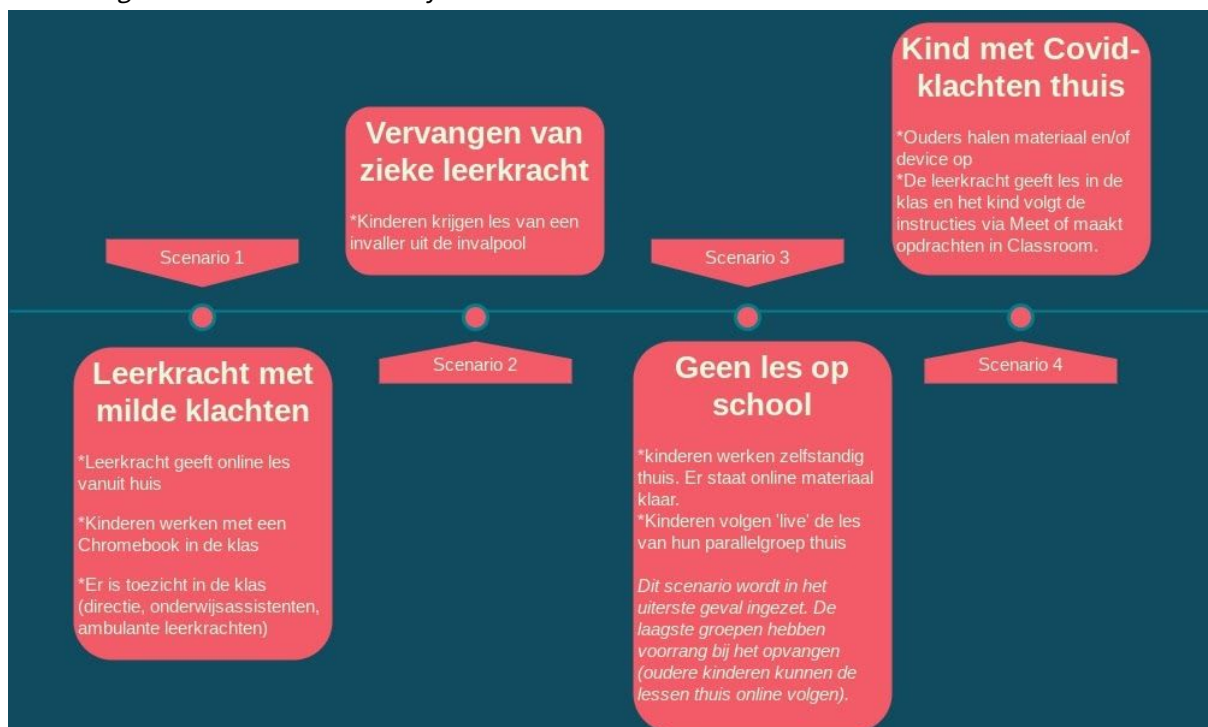 Scenario 1
Leerkracht met
milde klachten
*Leerkracht geeft online les
vanuit huis
*Kinderen werken met een
Chromebook in de klas
*Er is toezicht in de klas
(directie, onderwijsassistenten,
ambulante leerkrachten)
Vervangen van
zieke leerkracht
*Kinderen krijgen les van een
invaller uit de invalpool
Scenario 2
Scenario 3
Geen les op
school
*kinderen werken zelfstandig
thuis. Er staat online materiaal
klaar.
*Kinderen volgen 'live' de les
van hun parallelgroep thuis
Dit scenario wordt in het
uiterste geval ingezet. De
laagste groepen hebben
voorrang bij het opvangen
(oudere kinderen kunnen de
lessen thuis online volgen).
Kind met Covid-
klachten thuis
*Ouders halen materiaal en/of
device op
*De leerkracht geeft les in de
klas en het kind volgt de
instructies via Meet of maakt
opdrachten in Classroom.
Scenario 4